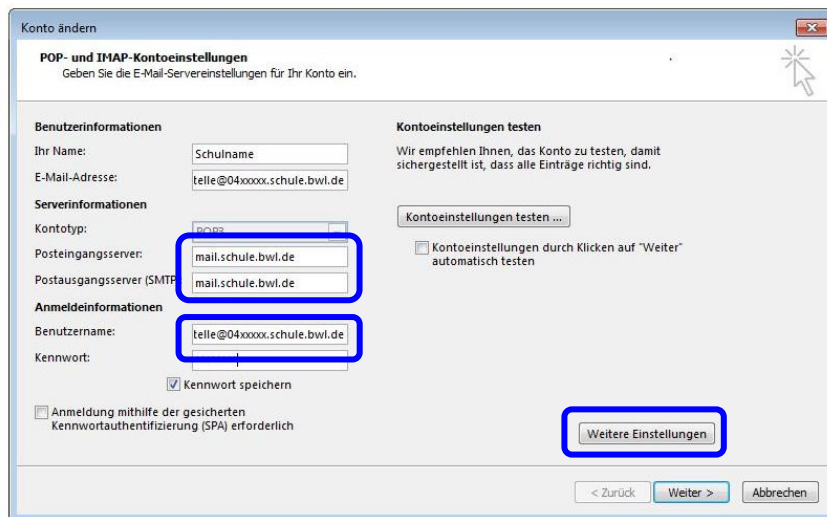 Konto ändern
POP- und IMAP-Kontoeinstellungen
Geben Sie die E-Mail-Servereinstellungen für Ihr Konto ein.
Benutzerinformationen
Ihr Name:
Schulname
E-Mail-Adresse:
telle@04xxxxx.schule.bwl.de
Serverinformationen
Kontotyp:
POP3
Posteingangsserver:
mail.schule.bwl.de
Postausgangsserver (SMTP
mail.schule.bwl.de
Anmeldeinformationen
Benutzername:
telle@04xxxxx.schule.bwl.de
Kennwort:
Kennwort speichern
Anmeldung mithilfe der gesicherten
Kennwortauthentifizierung (SPA) erforderlich
Kontoeinstellungen testen
Wir empfehlen Ihnen, das Konto zu testen, damit
sichergestellt ist, dass alle Einträge richtig sind.
Kontoeinstellungen testen ...
Kontoeinstellungen durch Klicken auf "Weiter"
automatisch testen
Weitere Einstellungen
< Zurück
Weiter >
Abbrechen